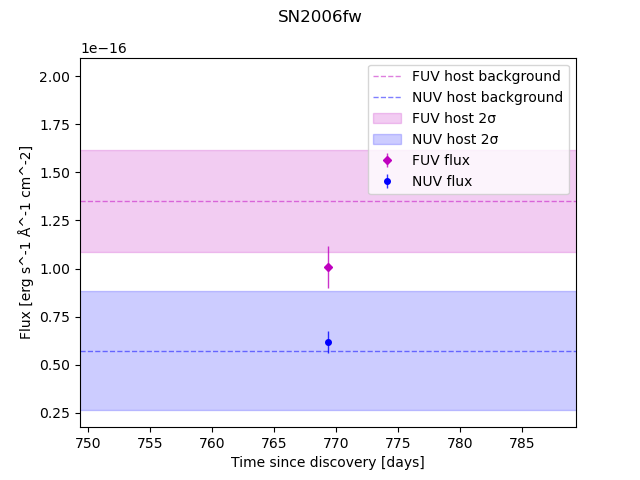 SN2006fw
1e−16
2.00
1.75
1.50
1.25
1.00
0.75
0.50
0.25
Flux [erg s^-1 Å^-1 cm^-2]
FUV host background
NUV host background
FUV host 2σ
NUV host 2σ
FUV flux
NUV flux
750 755 760 765 770 775 780 785
Time since discovery [days]